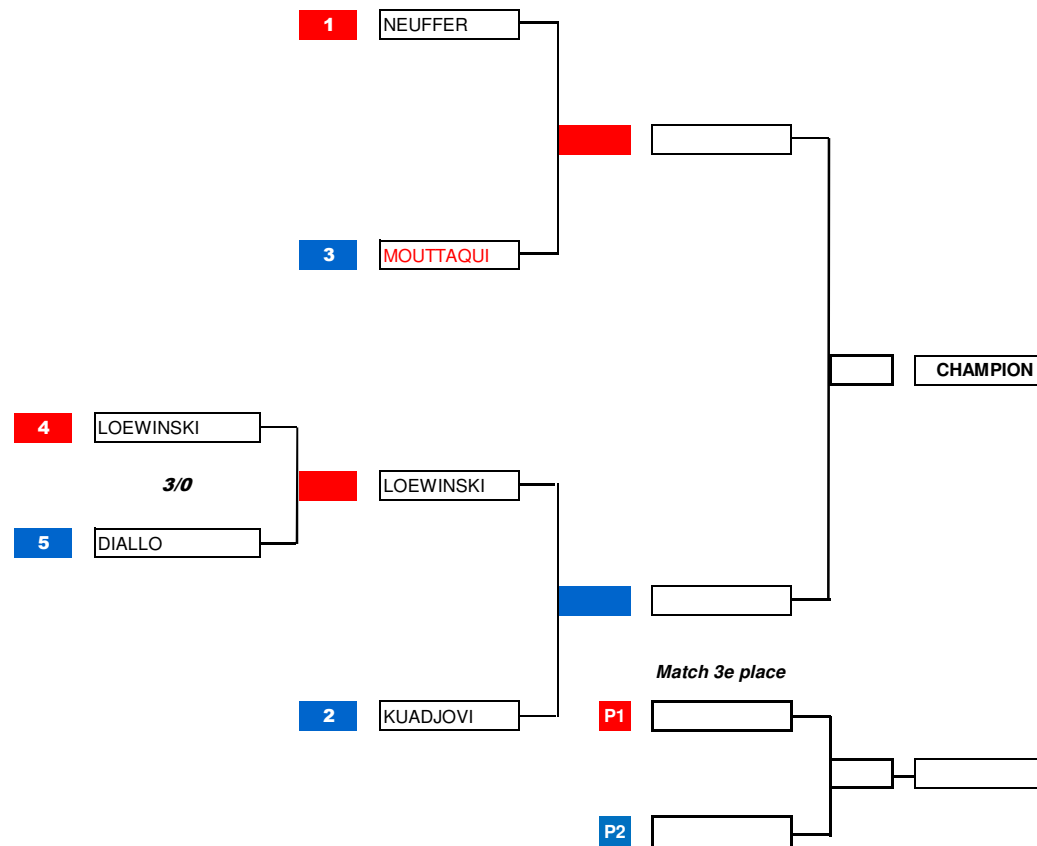 1 NEUFFER
3 MOUTTAQUI
CHAMPION
4 LOEWINSKI
3/0
LOEWINSKI
5 DIALLO
Match 3e place
2 KUADJOVI
P1
P2